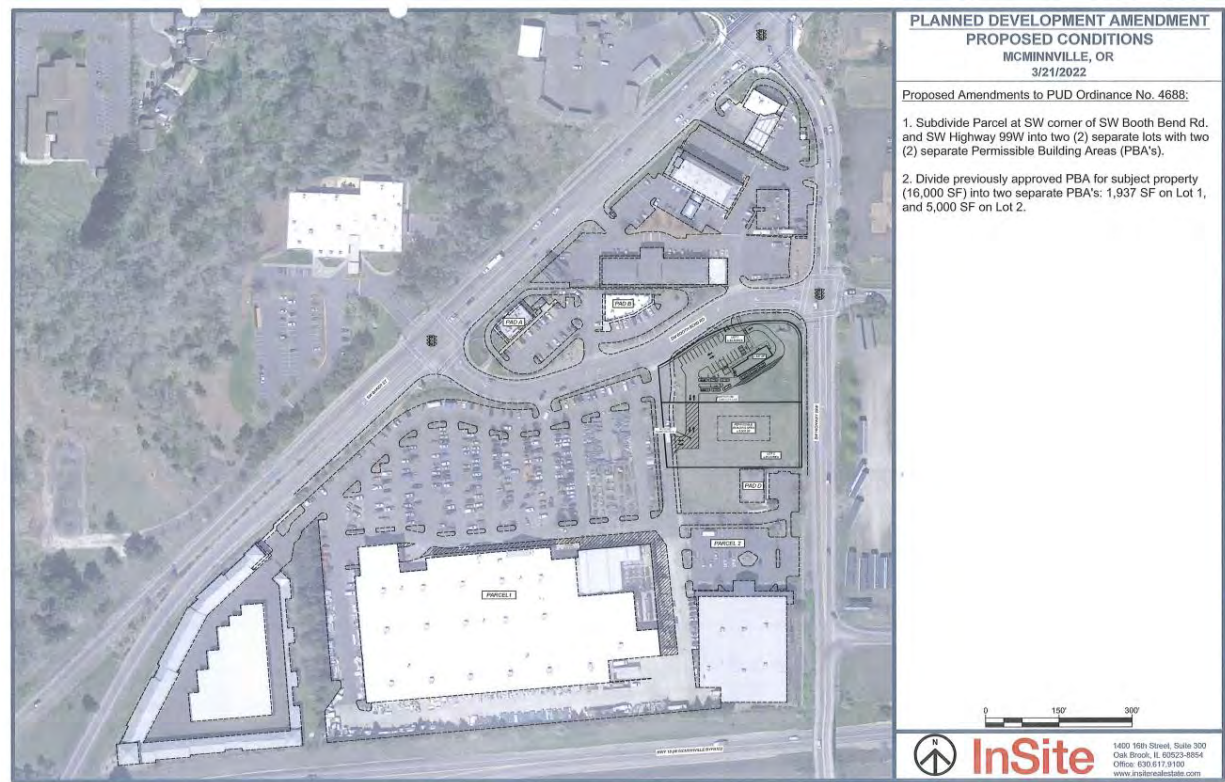 PLANNED DEVELOPMENT AMENDMENT
PROPOSED CONDITIONS
MCMINNVILLE, OR
3/21/2022
Proposed Amendments to PUD Ordinance No. 4688:
1. Subdivide Parcel at SW corner of SW Booth Bend Rd.
and SW Highway 99W into two (2) separate lots with two
(2) separate Permissible Building Areas (PBA's).
2. Divide previously approved PBA for subject property
(16,000 SF) into two separate PBA's: 1,937 SF on Lot 1,
and 5,000 SF on Lot 2.
PAD A
PAD B
PAD D
PARCEL 2
PARCEL 1
0 150' 300'
N
InSite
1400 16th Street, Suite 300
Oak Brook, IL 60523-8854
Office: 630.617.9100
www.insiterealestate.com